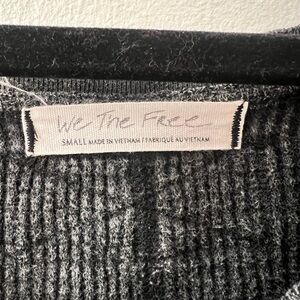 We The Free
SMALL MADE IN VIETNAM / FABRIQUÉ AU VIETNAM